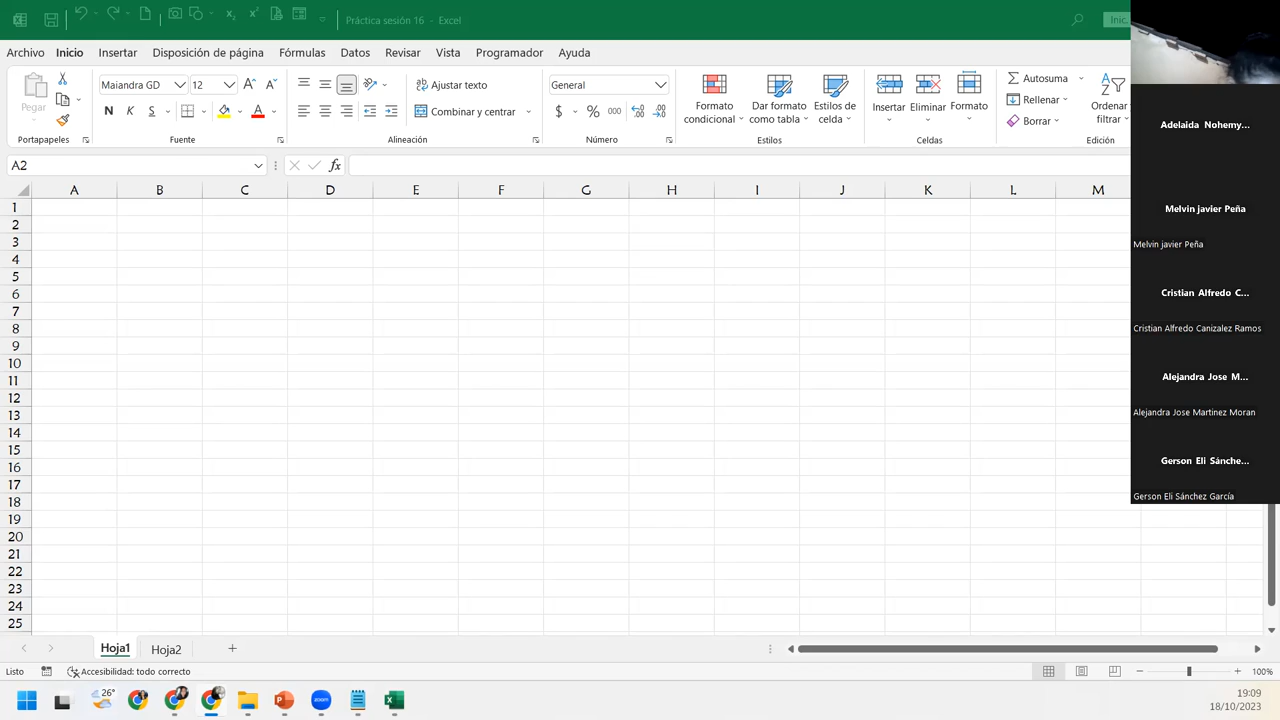 Práctica sesión 16 - Excel
Inic.
Archivo Inicio Insertar Disposición de página Fórmulas Datos Revisar Vista Programador Ayuda
Pegar
Portapapeles
Maiandra GD 12
N K S
Fuente
Ajustar texto
Combinar y centrar
Alineación
General
$ % 000
Número
Formato condicional
Dar formato como tabla
Estilos de celda
Estilos
Insertar Eliminar Formato
Celdas
Autosuma
Rellenar
Borrar
Ordenar
filtrar
Edición
A2
fx
A B C D E F G H I J K L M
1
2
3
4
5
6
7
8
9
10
11
12
13
14
15
16
17
18
19
20
21
22
23
24
25
Adelaida Nohemy...
Melvin javier Peña
Melvin javier Peña
Cristian Alfredo C...
Cristian Alfredo Canizalez Ramos
Alejandra Jose M...
Alejandra Jose Martinez Moran
Gerson Eli Sánche...
Gerson Eli Sánchez García
Hoja1 Hoja2
Listo
Accesibilidad: todo correcto
100%
26°
zoom
19:09
18/10/2023